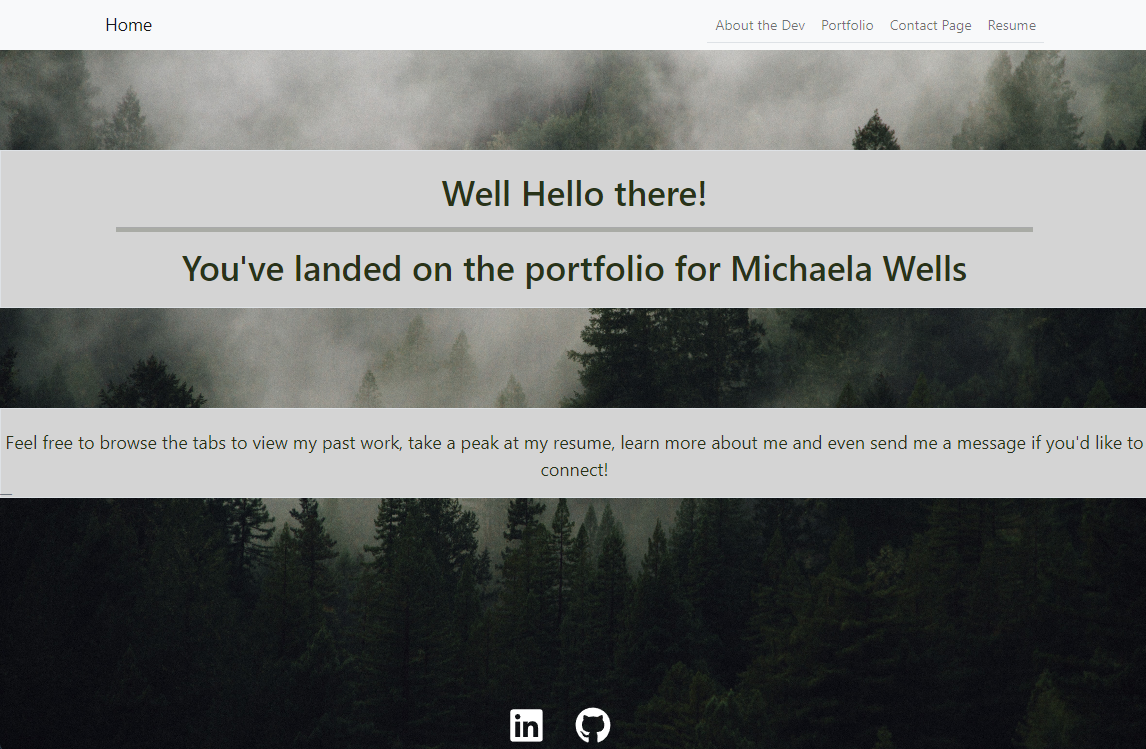 Home
About the Dev Portfolio Contact Page Resume
Well Hello there!
You've landed on the portfolio for Michaela Wells
Feel free to browse the tabs to view my past work, take a peak at my resume, learn more about me and even send me a message if you'd like to
connect!
in